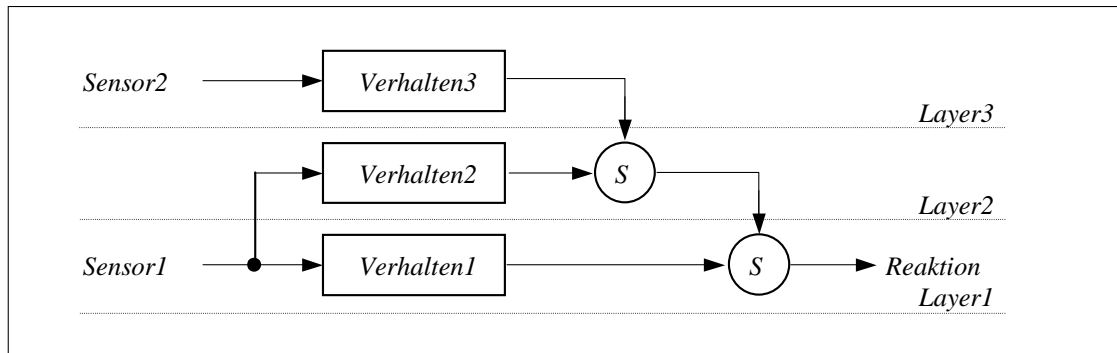 Sensor2 Verhalten3
Layer3
Verhalten2 S
Layer2
Sensor1 Verhalten1 S Reaktion
Layer1